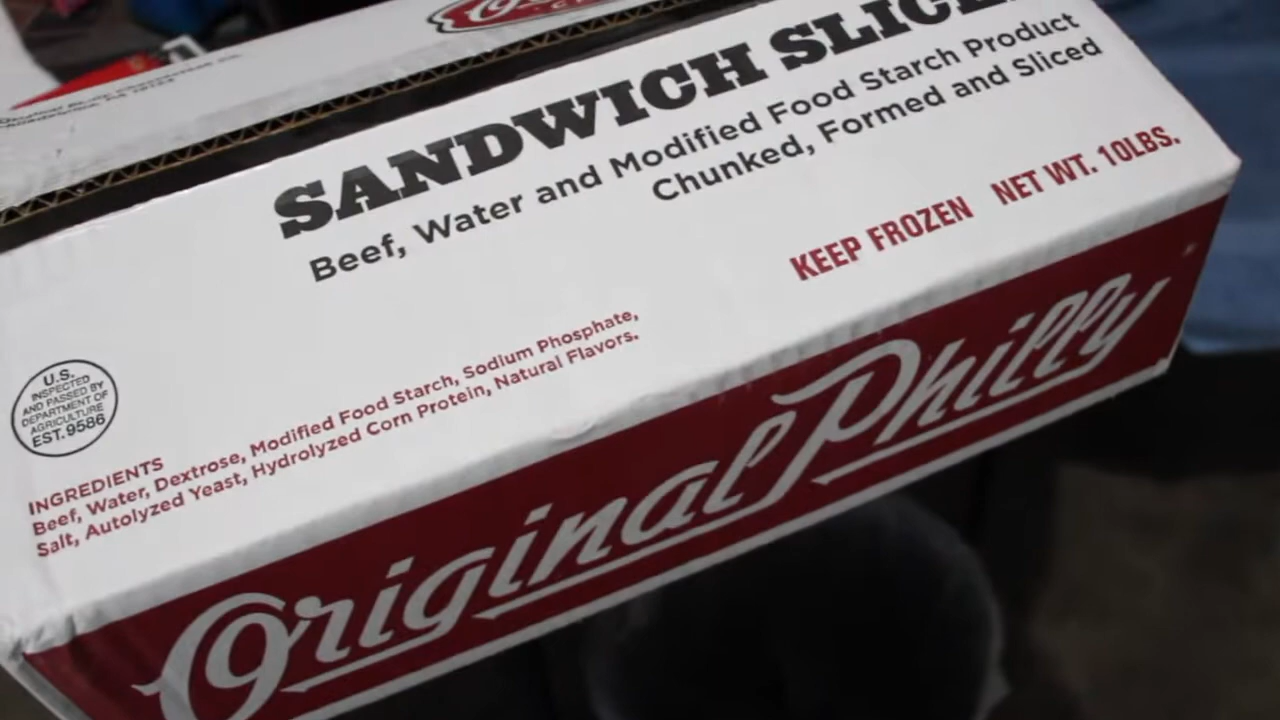 SANDWICH
Beef, Water and Modified Food Starch Product
Chunked, Formed and Sliced
KEEP FROZEN NET WT. 10LBS.
U.S.
INSPECTED
AND PASSED BY
DEPARTMENT OF
AGRICULTURE
EST. 9586
INGREDIENTS
Beef, Water, Dextrose, Modified Food Starch, Sodium Phosphate,
Salt, Autolyzed Yeast, Hydrolyzed Corn Protein, Natural Flavors.
Original Philly